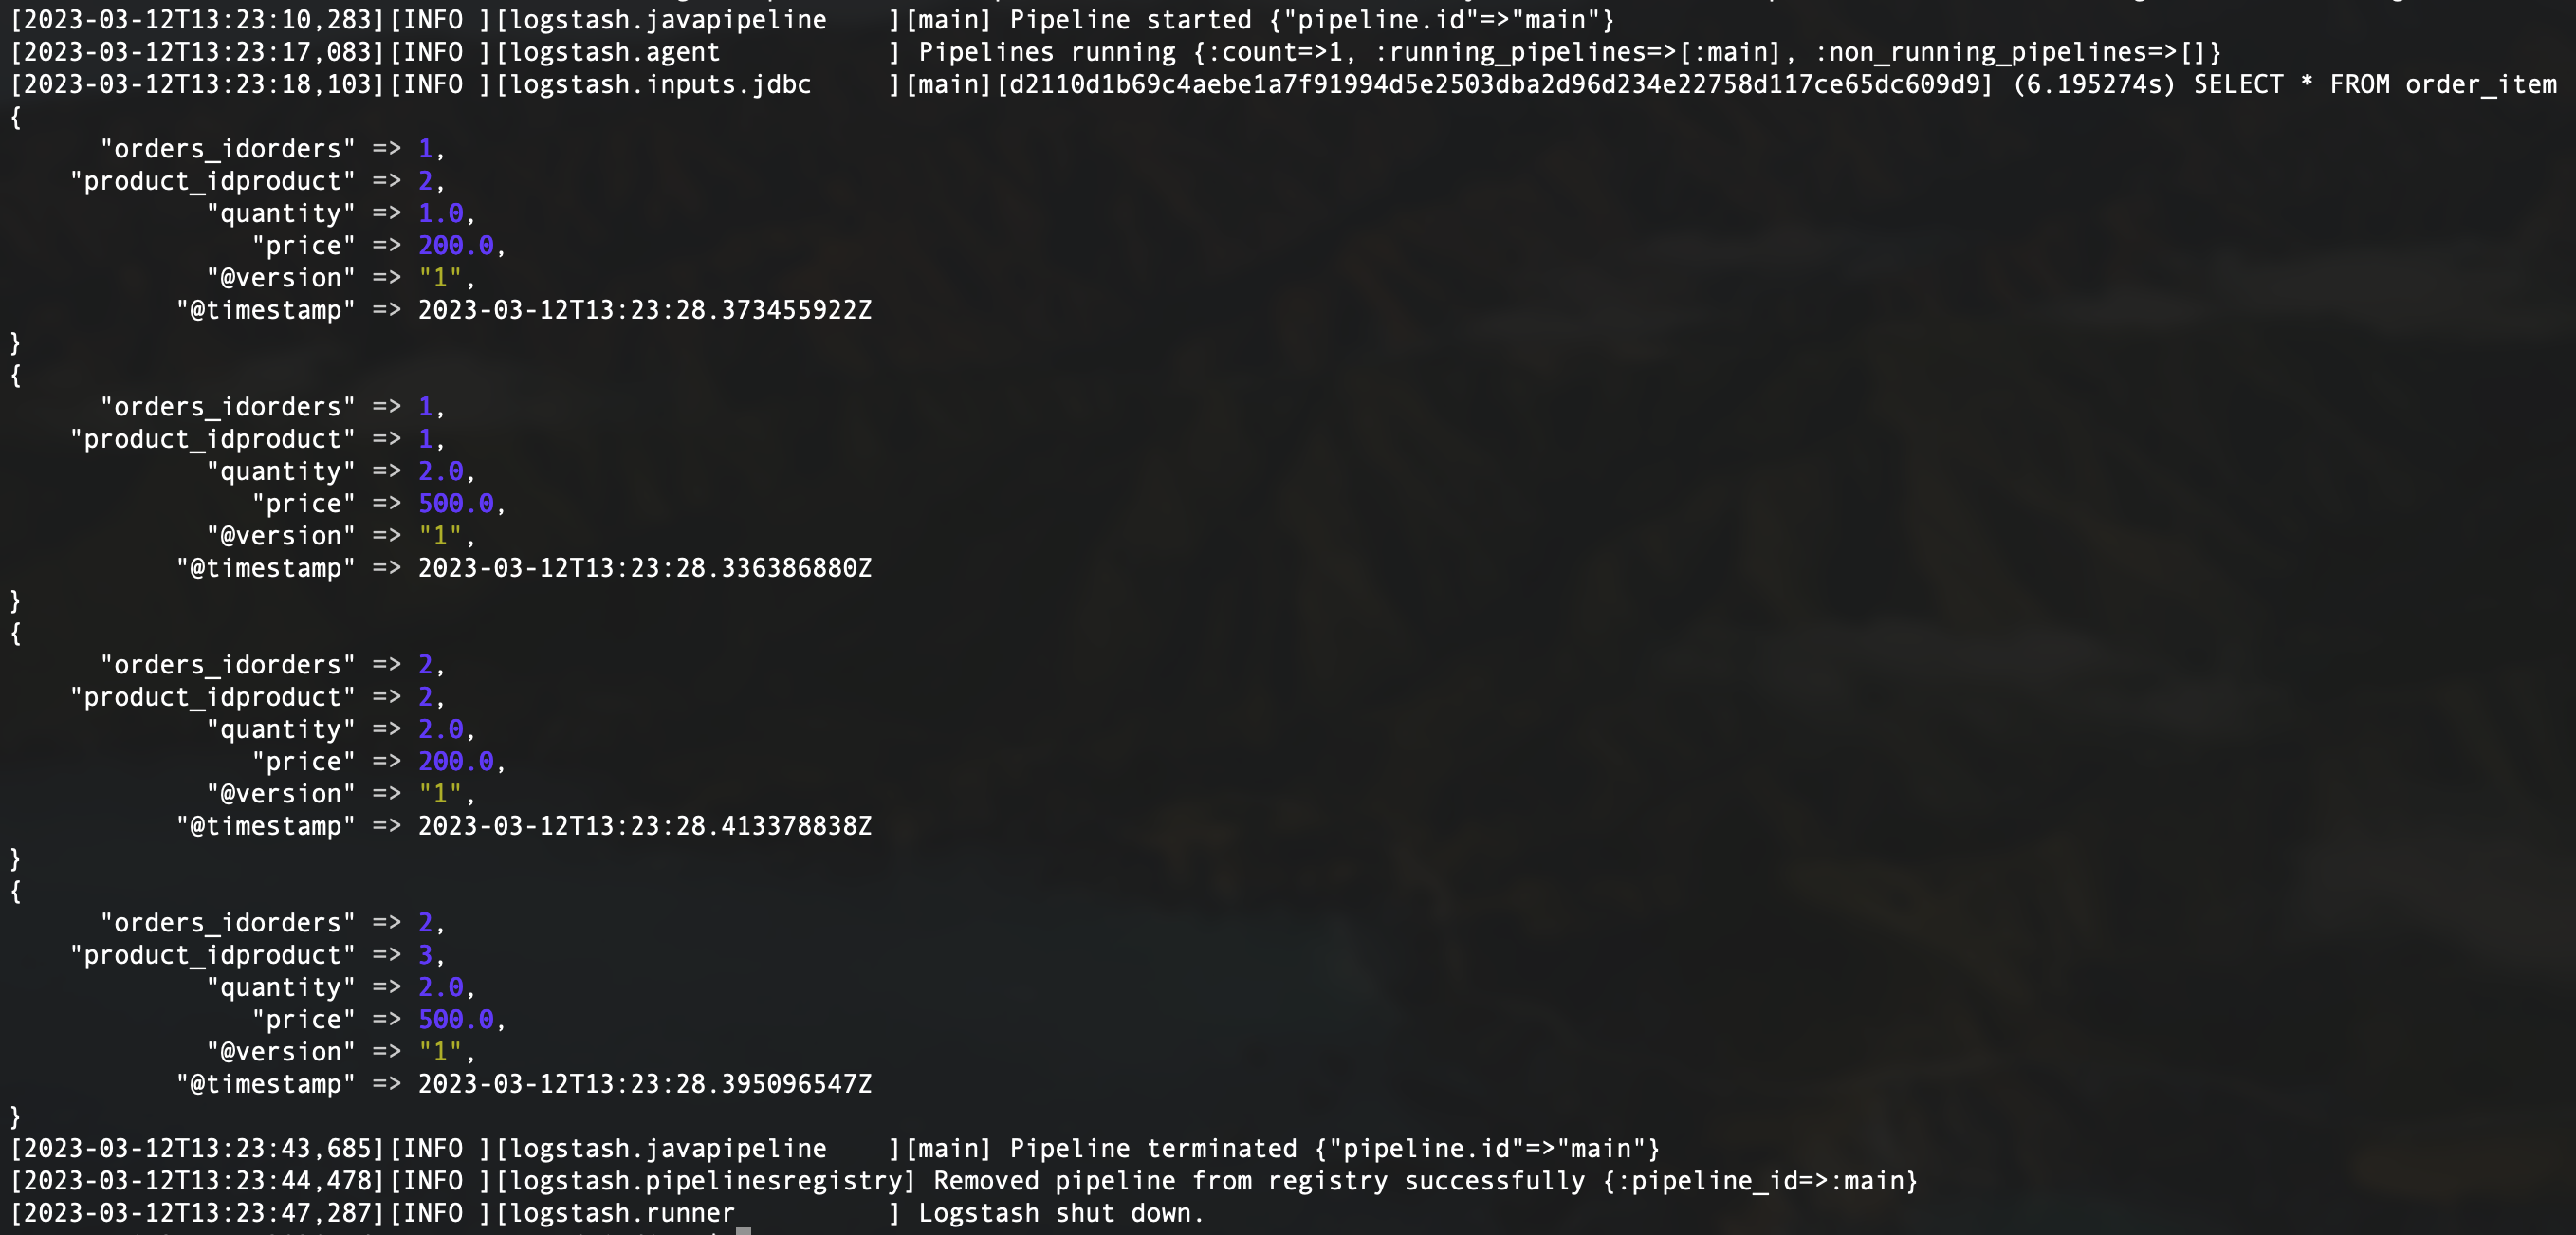 [2023-03-12T13:23:10,283][INFO ][logstash.javapipeline    ][main] Pipeline started {"pipeline.id"=>"main"}
[2023-03-12T13:23:17,083][INFO ][logstash.agent           ] Pipelines running {:count=>1, :running_pipelines=>[:main], :non_running_pipelines=>[]}
[2023-03-12T13:23:18,103][INFO ][logstash.inputs.jdbc     ][main][d2110d1b69c4aebe1a7f91994d5e2503dba2d96d234e22758d117ce65dc609d9] (6.195274s) SELECT * FROM order_item
{
      "orders_idorders" => 1,
    "product_idproduct" => 2,
             "quantity" => 1.0,
                "price" => 200.0,
             "@version" => "1",
           "@timestamp" => 2023-03-12T13:23:28.373455922Z
}
{
      "orders_idorders" => 1,
    "product_idproduct" => 1,
             "quantity" => 2.0,
                "price" => 500.0,
             "@version" => "1",
           "@timestamp" => 2023-03-12T13:23:28.336386880Z
}
{
      "orders_idorders" => 2,
    "product_idproduct" => 2,
             "quantity" => 2.0,
                "price" => 200.0,
             "@version" => "1",
           "@timestamp" => 2023-03-12T13:23:28.413378838Z
}
{
      "orders_idorders" => 2,
    "product_idproduct" => 3,
             "quantity" => 2.0,
                "price" => 500.0,
             "@version" => "1",
           "@timestamp" => 2023-03-12T13:23:28.395096547Z
}
[2023-03-12T13:23:43,685][INFO ][logstash.javapipeline    ][main] Pipeline terminated {"pipeline.id"=>"main"}
[2023-03-12T13:23:44,478][INFO ][logstash.pipelinesregistry] Removed pipeline from registry successfully {:pipeline_id=>:main}
[2023-03-12T13:23:47,287][INFO ][logstash.runner          ] Logstash shut down.